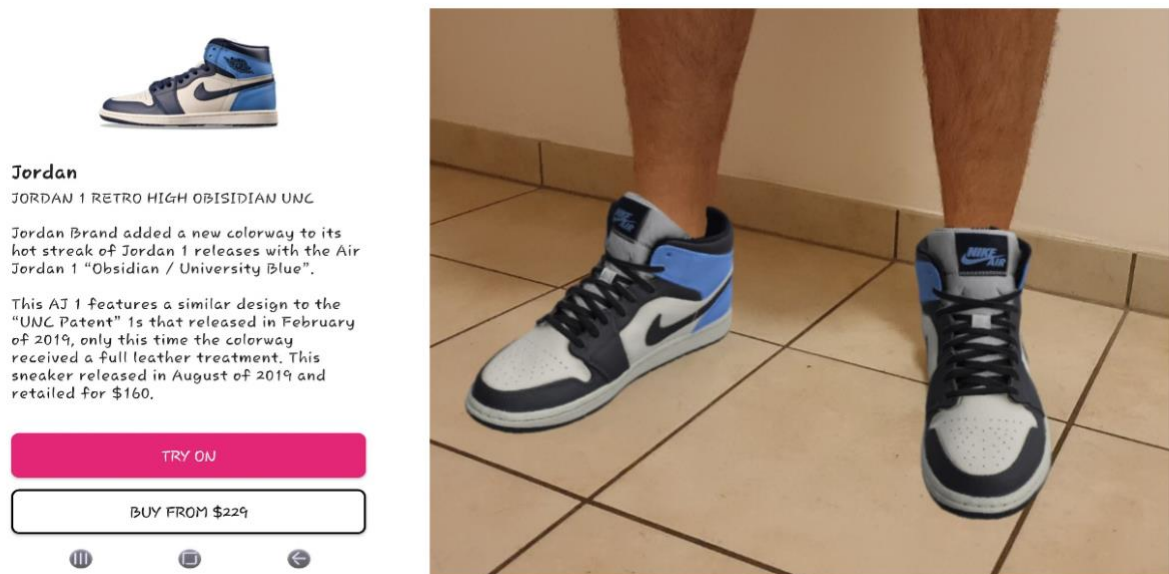 Jordan
JORDAN 1 RETRO HIGH OBISIDIAN UNC
Jordan Brand added a new colorway to its
hot streak of Jordan 1 releases with the Air
Jordan 1 “Obsidian / University Blue”.
This AJ 1 features a similar design to the
“UNC Patent” 1s that released in February
of 2019, only this time the colorway
received a full leather treatment. This
sneaker released in August of 2019 and
retailed for $160.
TRY ON
BUY FROM $229
NIKE
AIR
NIKE
AIR